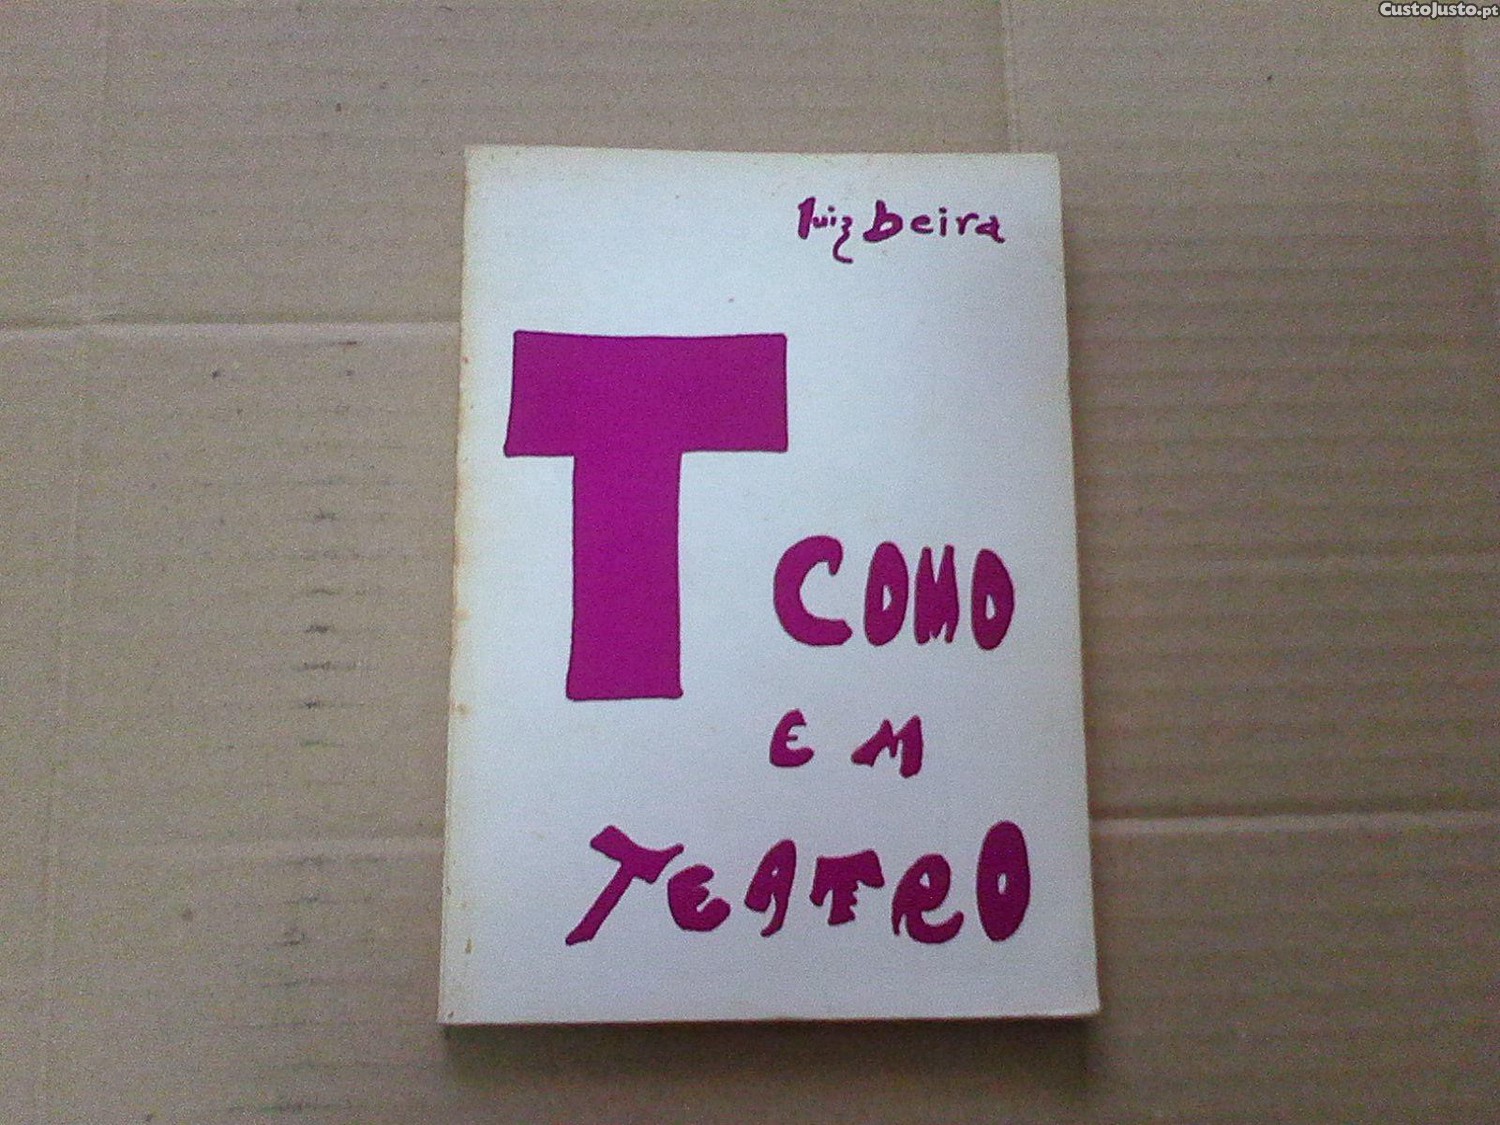 CustoJusto.pt
luiz beira
T COMO
EM
TEATRO